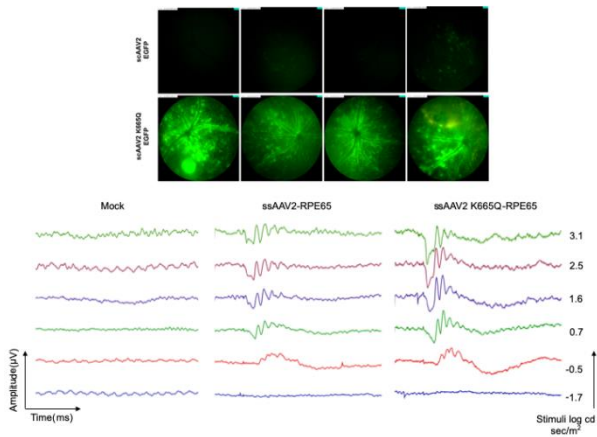 scAAV2
EGFP
scAAV2 K665Q
EGFP
Mock
ssAAV2-RPE65
ssAAV2 K665Q-RPE65
3.1
2.5
1.6
0.7
-0.5
-1.7
Amplitude(µV)
Time(ms)
Stimuli log cd
sec/m²